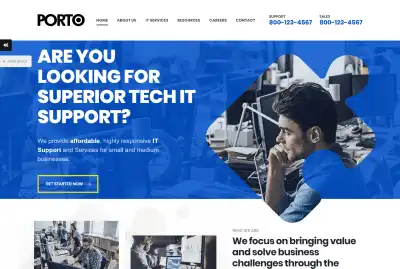 PORTO
HOME ABOUT US IT SERVICES RESOURCES CAREERS CONTACT
SUPPORT
800-123-4567
SALES
800-123-4567
ARE YOU
LOOKING FOR
SUPERIOR TECH IT
SUPPORT?
We provide affordable, highly responsive IT
Support and Services for small and medium
businesses.
GET STARTED NOW
WHO WE ARE
We focus on bringing value
and solve business
challenges through the